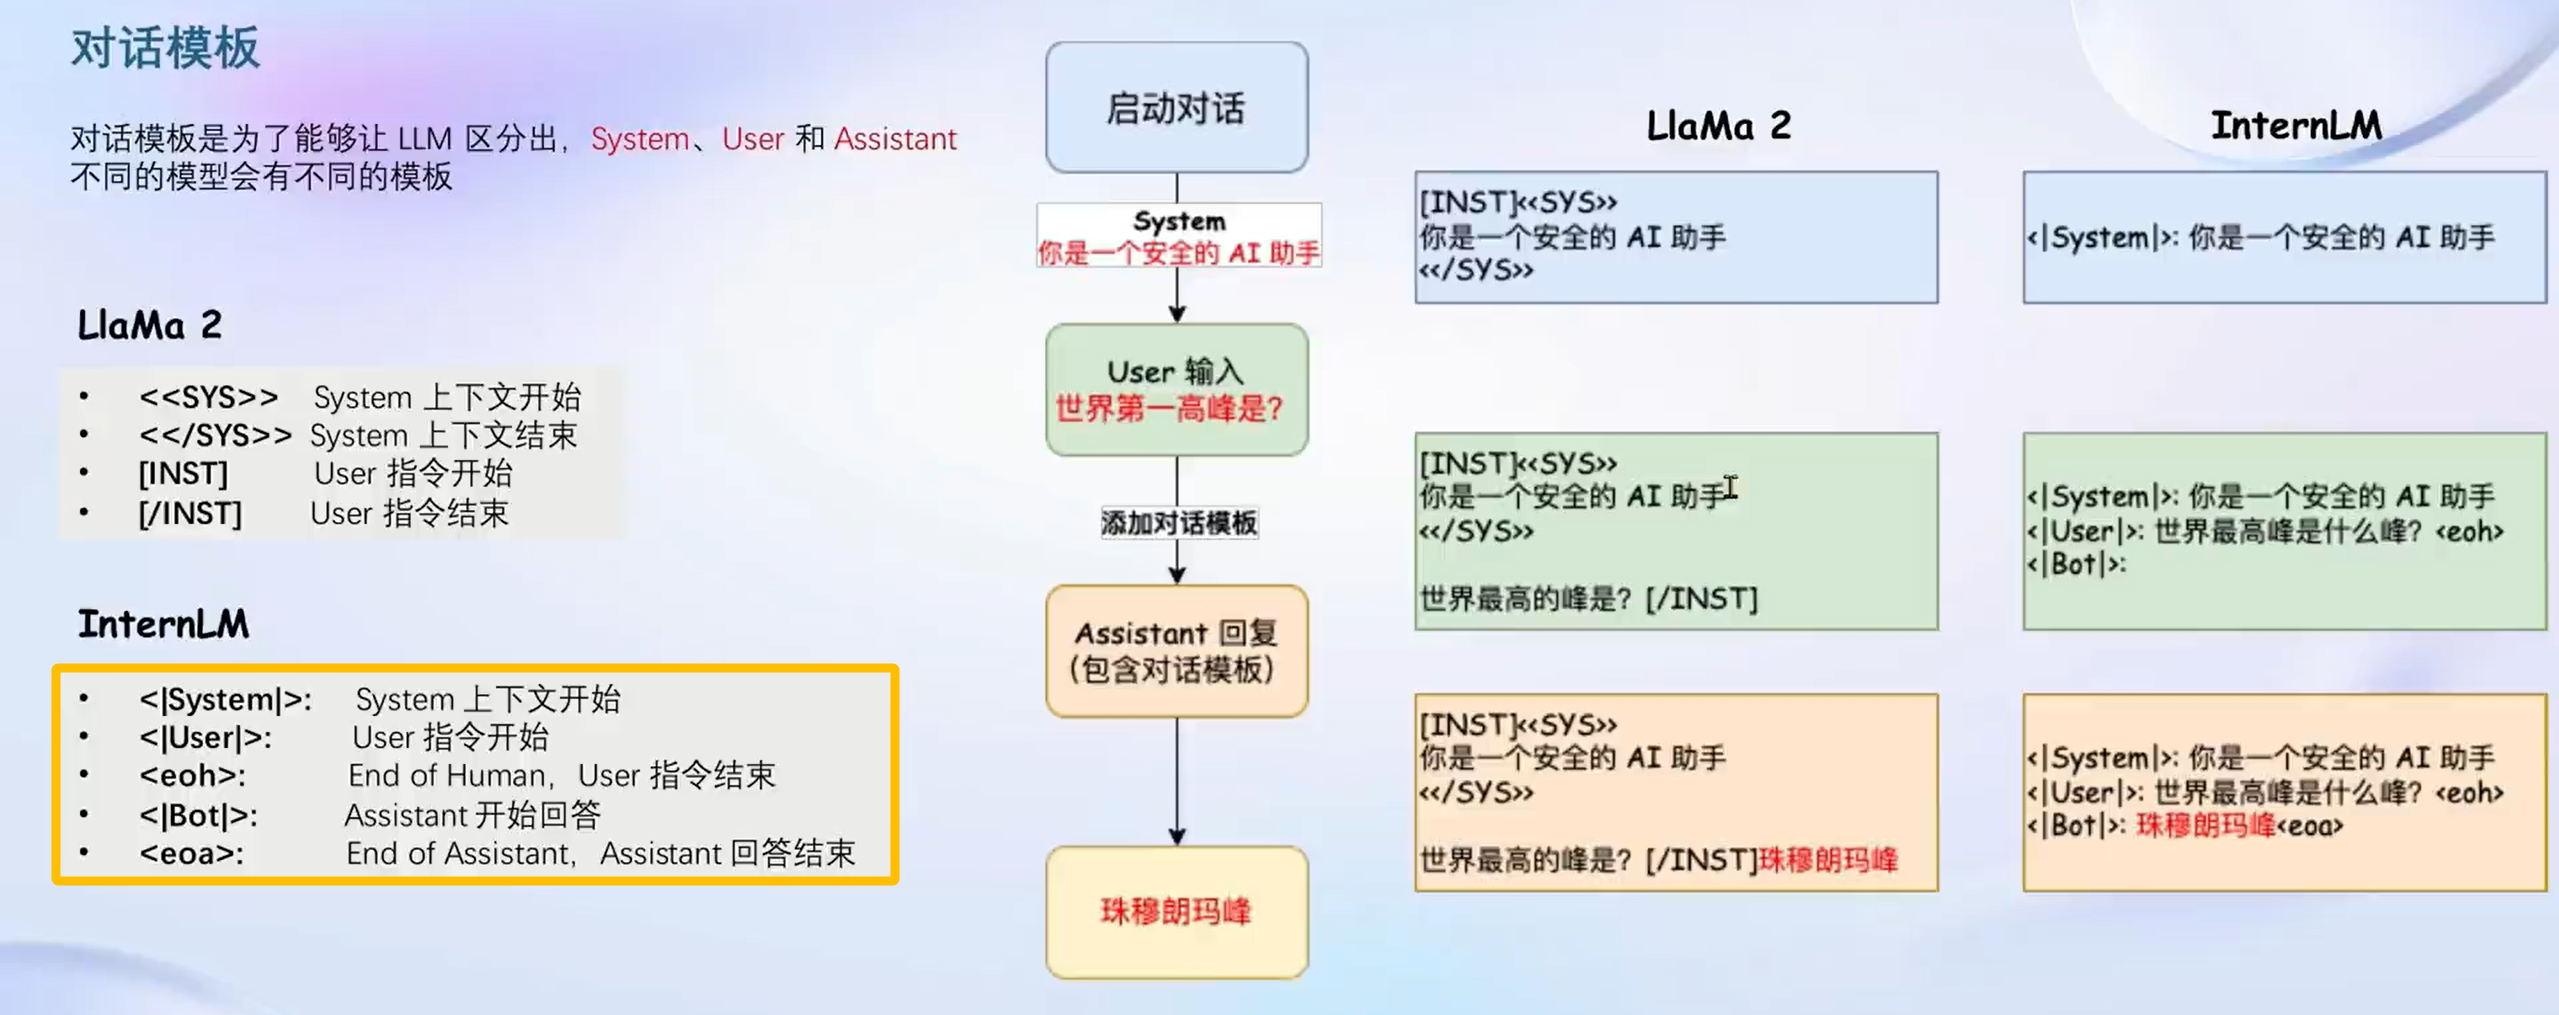 对话模板
对话模板是为了能够让 LLM 区分出，System、User 和 Assistant
不同的模型会有不同的模板
LlaMa 2
• <<SYS>> System 上下文开始
• <</SYS>> System 上下文结束
• [INST] User 指令开始
• [/INST] User 指令结束
InternLM
• <|System|>: System 上下文开始
• <|User|>: User 指令开始
• <eoh>: End of Human，User 指令结束
• <|Bot|>: Assistant 开始回答
• <eoa>: End of Assistant，Assistant 回答结束
启动对话
System
你是一个安全的 AI 助手
User 输入
世界第一高峰是？
添加对话模板
Assistant 回复
（包含对话模板）
珠穆朗玛峰
LlaMa 2
[INST]<<SYS>>
你是一个安全的 AI 助手
<</SYS>>
[INST]<<SYS>>
你是一个安全的 AI 助手
<</SYS>>
世界最高的峰是？[/INST]
[INST]<<SYS>>
你是一个安全的 AI 助手
<</SYS>>
世界最高的峰是？[/INST]珠穆朗玛峰
InternLM
<|System|>: 你是一个安全的 AI 助手
<|System|>: 你是一个安全的 AI 助手
<|User|>: 世界最高峰是什么峰？<eoh>
<|Bot|>:
<|System|>: 你是一个安全的 AI 助手
<|User|>: 世界最高峰是什么峰？<eoh>
<|Bot|>: 珠穆朗玛峰<eoa>